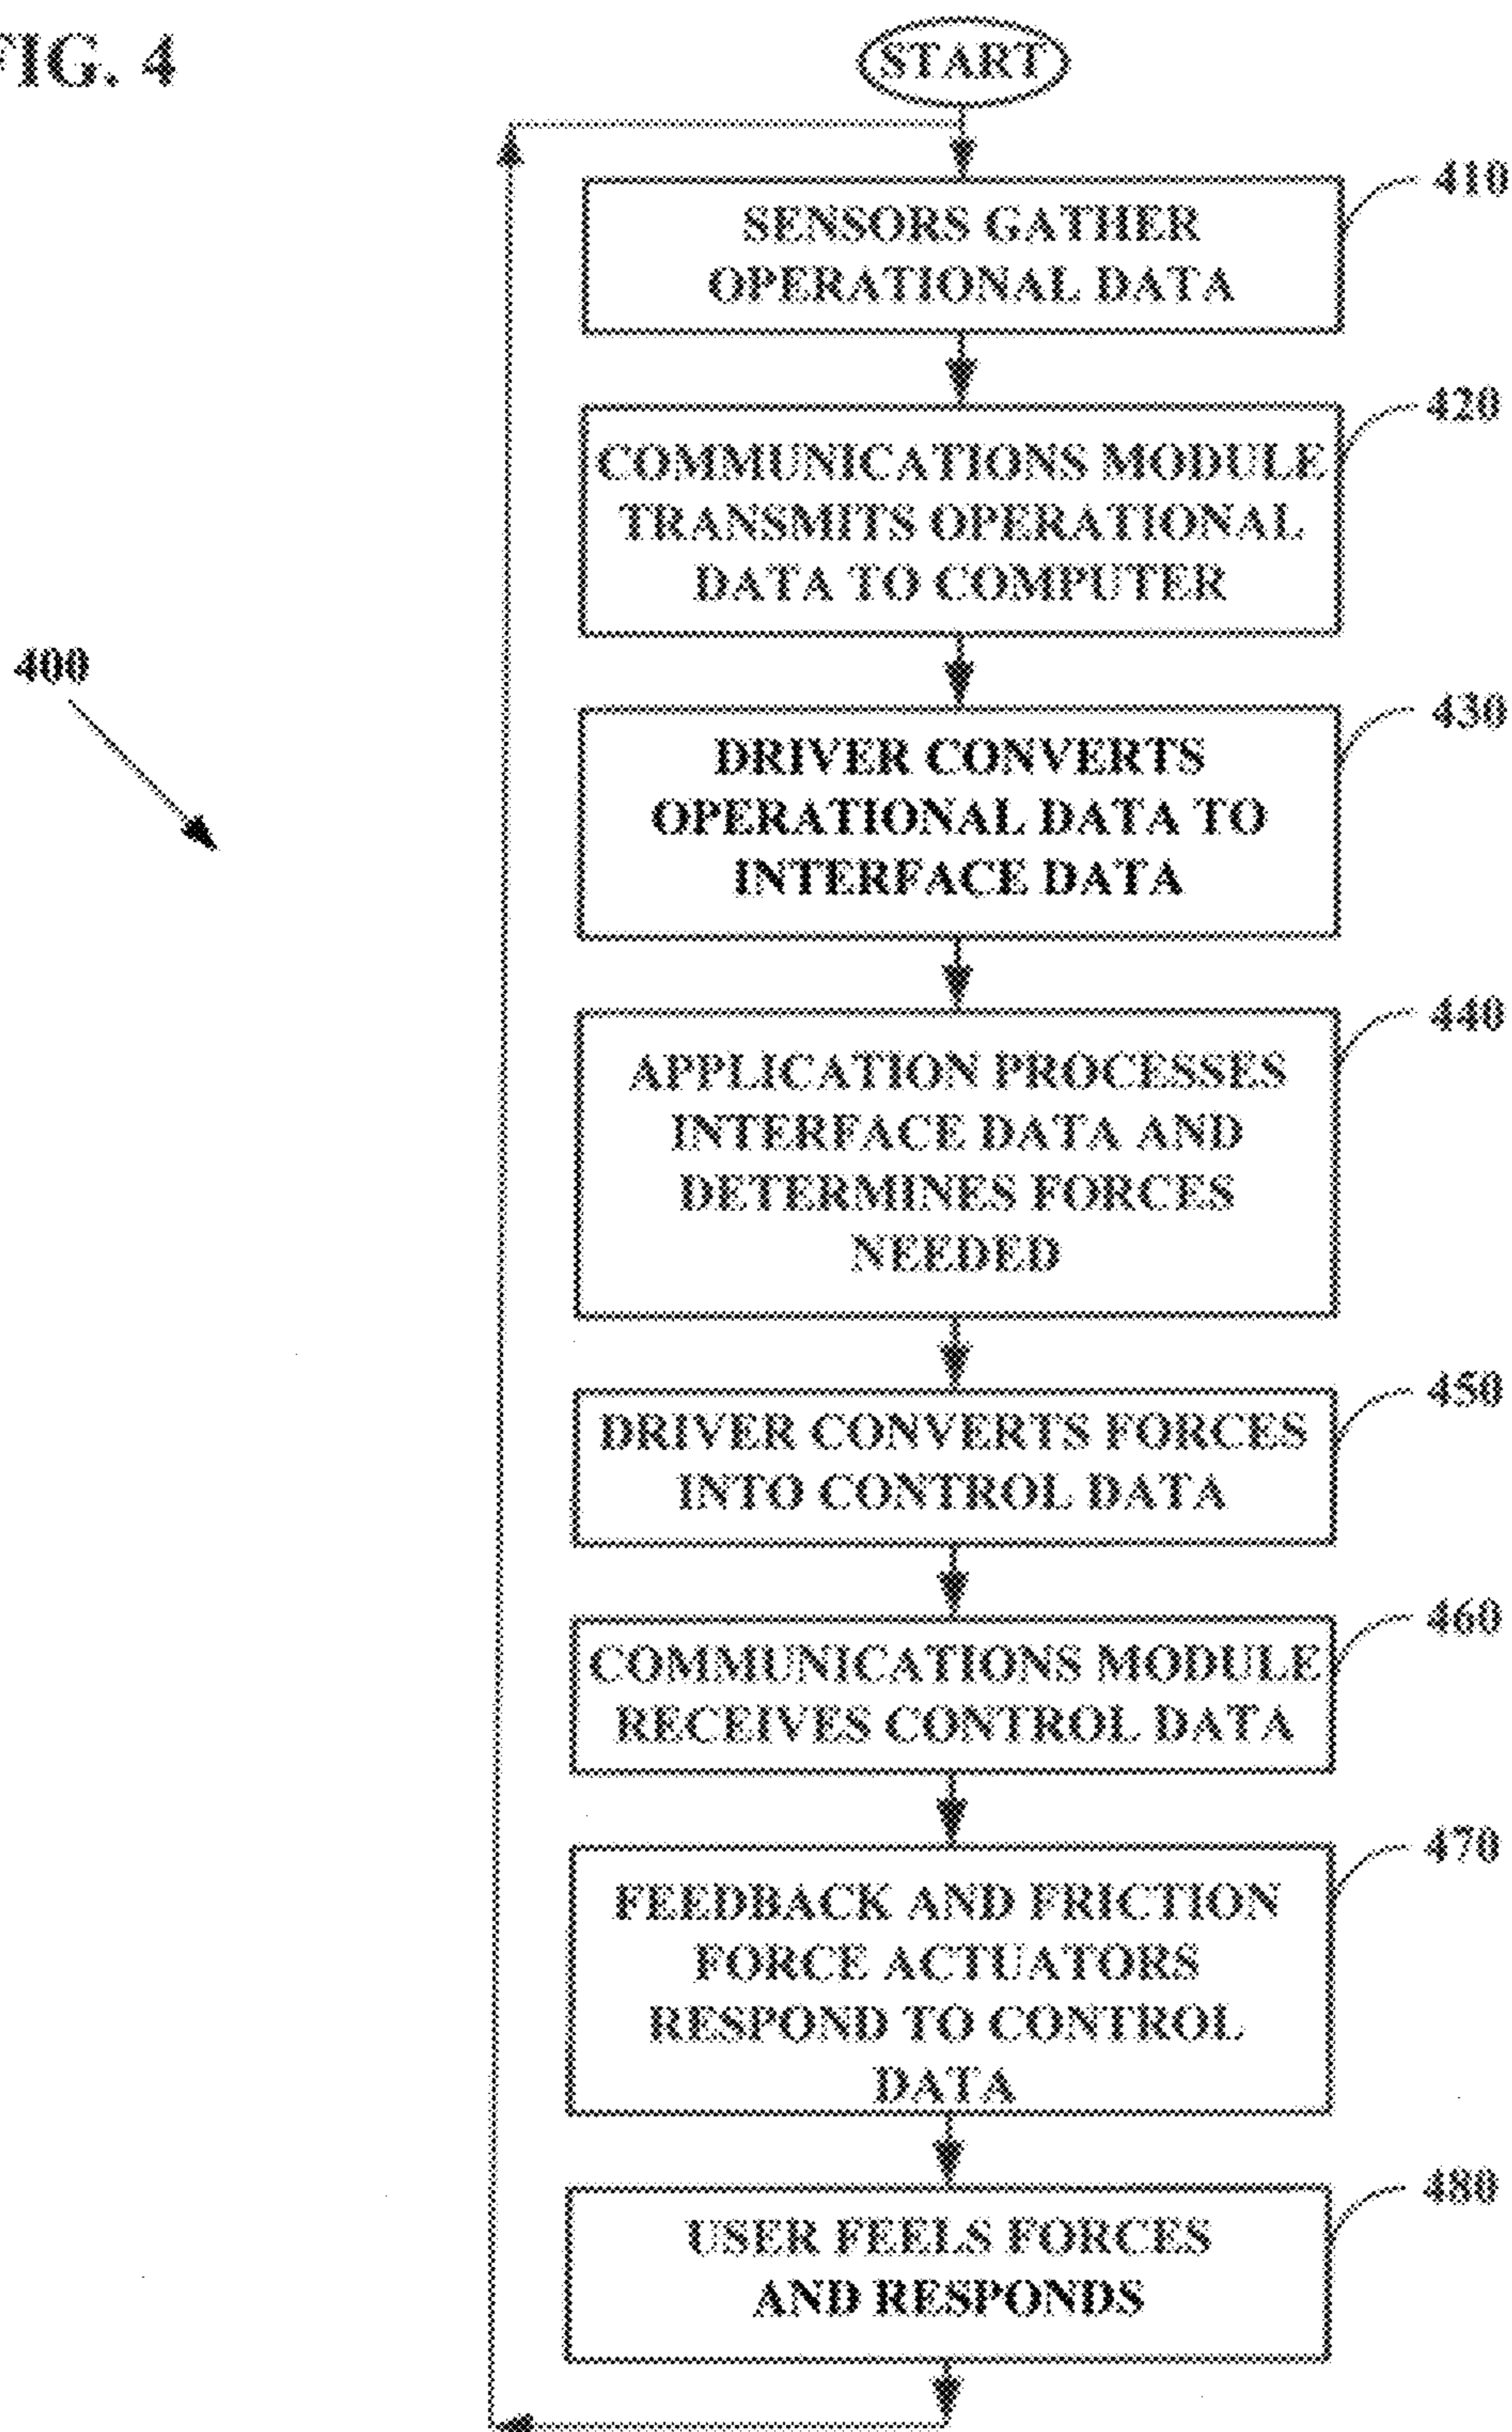 FIG. 4
START
410
SENSORS GATHER
OPERATIONAL DATA
420
COMMUNICATIONS MODULE
TRANSMITS OPERATIONAL
DATA TO COMPUTER
400
430
DRIVER CONVERTS
OPERATIONAL DATA TO
INTERFACE DATA
440
APPLICATION PROCESSES
INTERFACE DATA AND
DETERMINES FORCES
NEEDED
450
DRIVER CONVERTS FORCES
INTO CONTROL DATA
460
COMMUNICATIONS MODULE
RECEIVES CONTROL DATA
470
FEEDBACK AND FRICTION
FORCE ACTUATORS
RESPOND TO CONTROL
DATA
480
USER FEELS FORCES
AND RESPONDS